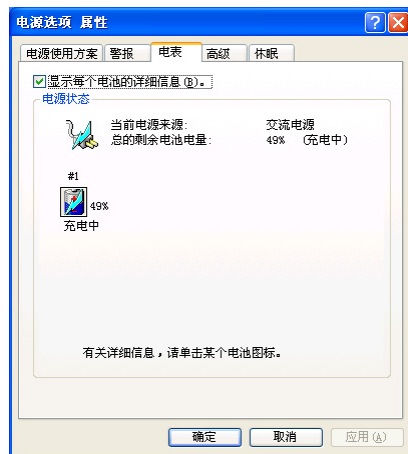 电源选项 属性
电源使用方案 警报 电表 高级 休眠
显示每个电池的详细信息(B)。
电源状态
当前电源来源: 交流电源
总的剩余电池电量: 49% (充电中)
#1
49%
充电中
有关详细信息，请单击某个电池图标。
确定 取消 应用(A)